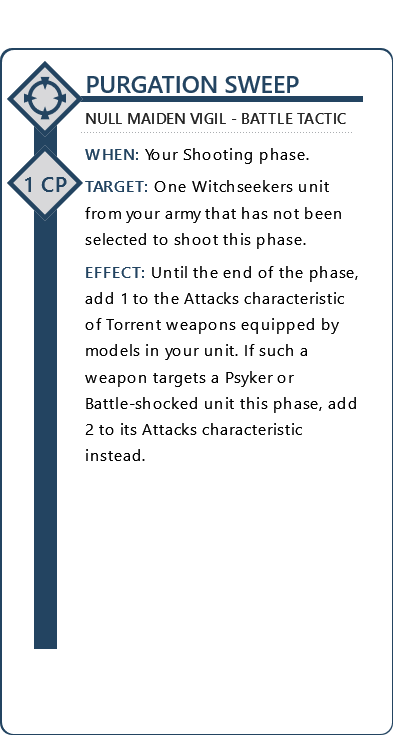 PURGATION SWEEP
NULL MAIDEN VIGIL - BATTLE TACTIC
WHEN: Your Shooting phase.
1 CP
TARGET: One Witchseekers unit
from your army that has not been
selected to shoot this phase.
EFFECT: Until the end of the phase,
add 1 to the Attacks characteristic
of Torrent weapons equipped by
models in your unit. If such a
weapon targets a Psyker or
Battle-shocked unit this phase, add
2 to its Attacks characteristic
instead.